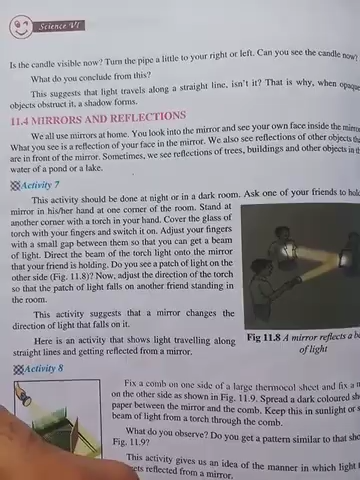 Science VI
Is the candle visible now? Turn the pipe a little to your right or left. Can you see the candle now?
What do you conclude from this?
This suggests that light travels along a straight line, isn't it? That is why, when opaque
objects obstruct it, a shadow forms.
11.4 MIRRORS AND REFLECTIONS
We all use mirrors at home. You look into the mirror and see your own face inside the mirror
What you see is a reflection of your face in the mirror. We also see reflections of other objects
are in front of the mirror. Sometimes, we see reflections of trees, buildings and other objects in
water of a pond or a lake.
Activity 7
This activity should be done at night or in a dark room. Ask one of your friends to hold
mirror in his/her hand at one corner of the room. Stand at
another corner with a torch in your hand. Cover the glass of
torch with your fingers and switch it on. Adjust your fingers
with a small gap between them so that you can get a beam
of light. Direct the beam of the torch light onto the mirror
that your friend is holding. Do you see a patch of light on the
other side (Fig. 11.8)? Now, adjust the direction of the torch
so that the patch of light falls on another friend standing in
the room.
This activity suggests that a mirror changes the
direction of light that falls on it.
Here is an activity that shows light travelling along
straight lines and getting reflected from a mirror.
Fig 11.8 A mirror reflects a
of light
Activity 8
Fix a comb on one side of a large thermocol sheet and fix a
on the other side as shown in Fig. 11.9. Spread a dark coloured
paper between the mirror and the comb. Keep this in sunlight or
beam of light from a torch through the comb.
What do you observe? Do you get a pattern similar to that
Fig. 11.9?
This activity gives us an idea of the manner in which light
reflected from a mirror.